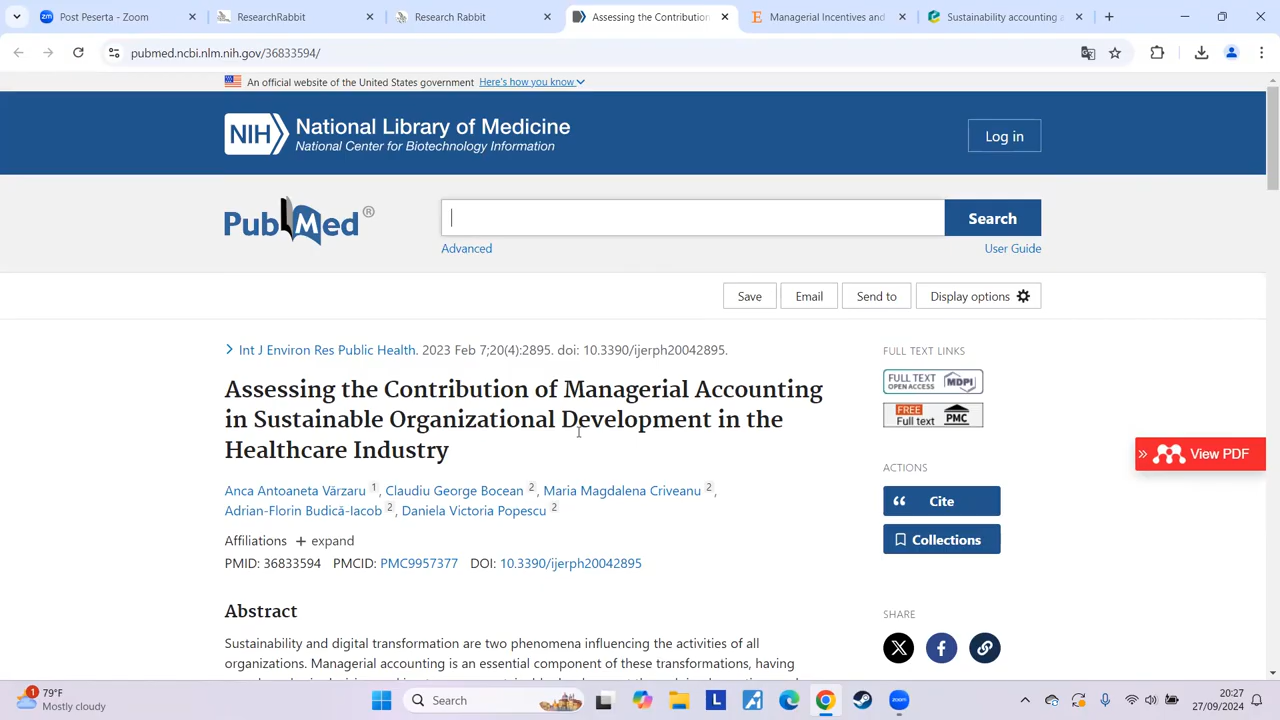 Post Peserta - Zoom
ResearchRabbit
Research Rabbit
Assessing the Contribution
Managerial Incentives and
Sustainability accounting
pubmed.ncbi.nlm.nih.gov/36833594/
An official website of the United States government Here's how you know
NIH National Library of Medicine
National Center for Biotechnology Information
Log in
PubMed®
Search
Advanced
User Guide
Save
Email
Send to
Display options
Int J Environ Res Public Health. 2023 Feb 7;20(4):2895. doi: 10.3390/ijerph20042895.
Assessing the Contribution of Managerial Accounting
in Sustainable Organizational Development in the
Healthcare Industry
Anca Antoaneta Vărzaru 1, Claudiu George Bocean 2, Maria Magdalena Criveanu 2,
Adrian-Florin Budică-Iacob 2, Daniela Victoria Popescu 2
Affiliations + expand
PMID: 36833594 PMCID: PMC9957377 DOI: 10.3390/ijerph20042895
Abstract
Sustainability and digital transformation are two phenomena influencing the activities of all
organizations. Managerial accounting is an essential component of these transformations, having
FULL TEXT LINKS
FULL TEXT
OPEN ACCESS
MDPI
FREE
Full text
PMC
View PDF
ACTIONS
Cite
Collections
SHARE
1
79°F
Mostly cloudy
Search
20:27
27/09/2024